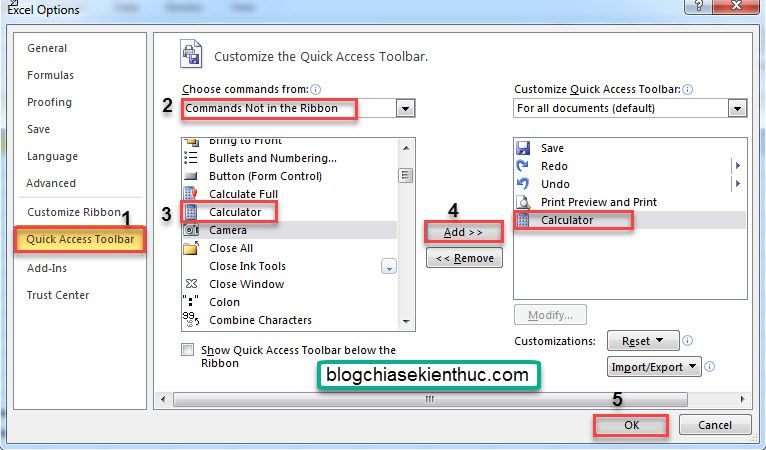 Excel Options
General
Formulas
Proofing
Save
Language
Advanced
Customize Ribbon
1
Quick Access Toolbar
Add-Ins
Trust Center
Customize the Quick Access Toolbar.
Choose commands from:
2
Commands Not in the Ribbon
Bring to Front
Bullets and Numbering...
Button (Form Control)
Calculate Full
3
Calculator
Camera
Close All
Close Ink Tools
Close Window
Colon
Combine Characters
Show Quick Access Toolbar below the
Ribbon
4
Add >>
<< Remove
Customize Quick Access Toolbar:
For all documents (default)
Save
Redo
Undo
Print Preview and Print
Calculator
Modify...
Customizations:
Reset
Import/Export
blogchiasekienthuc.com
5
OK
Cancel